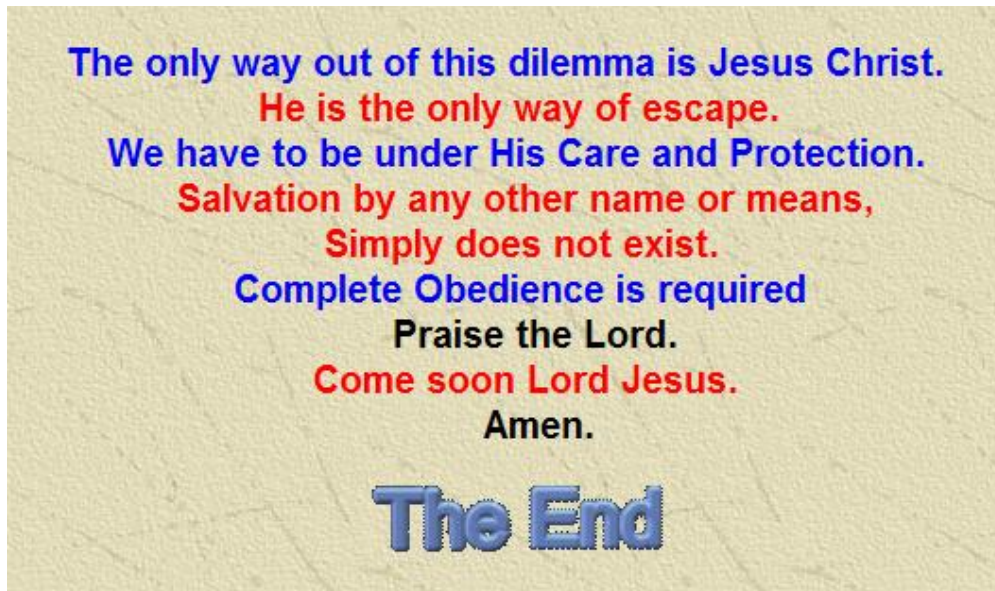 The only way out of this dilemma is Jesus Christ.
He is the only way of escape.
We have to be under His Care and Protection.
Salvation by any other name or means,
Simply does not exist.
Complete Obedience is required
Praise the Lord.
Come soon Lord Jesus.
Amen.
The End